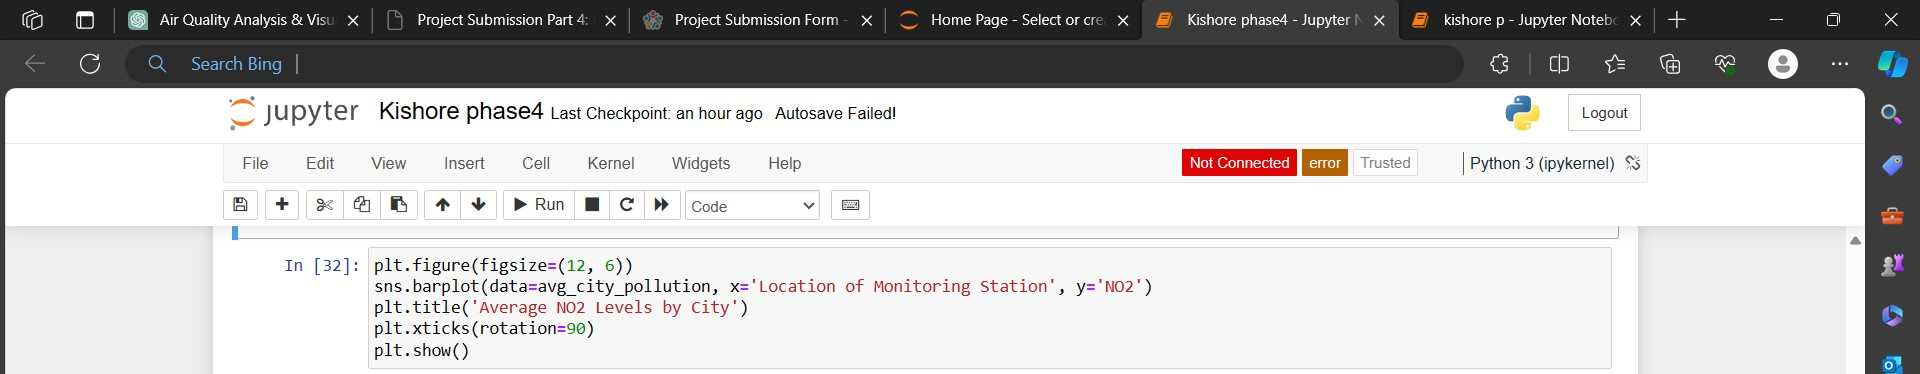 Air Quality Analysis & Visu
Project Submission Part 4:
Project Submission Form -
Home Page - Select or cre
Kishore phase4 - Jupyter N
kishore p - Jupyter Notebo
Search Bing
jupyter Kishore phase4 Last Checkpoint: an hour ago Autosave Failed!
Logout
File Edit View Insert Cell Kernel Widgets Help
Not Connected error Trusted Python 3 (ipykernel)
Run Code
In [32]: plt.figure(figsize=(12, 6))
sns.barplot(data=avg_city_pollution, x='Location of Monitoring Station', y='NO2')
plt.title('Average NO2 Levels by City')
plt.xticks(rotation=90)
plt.show()